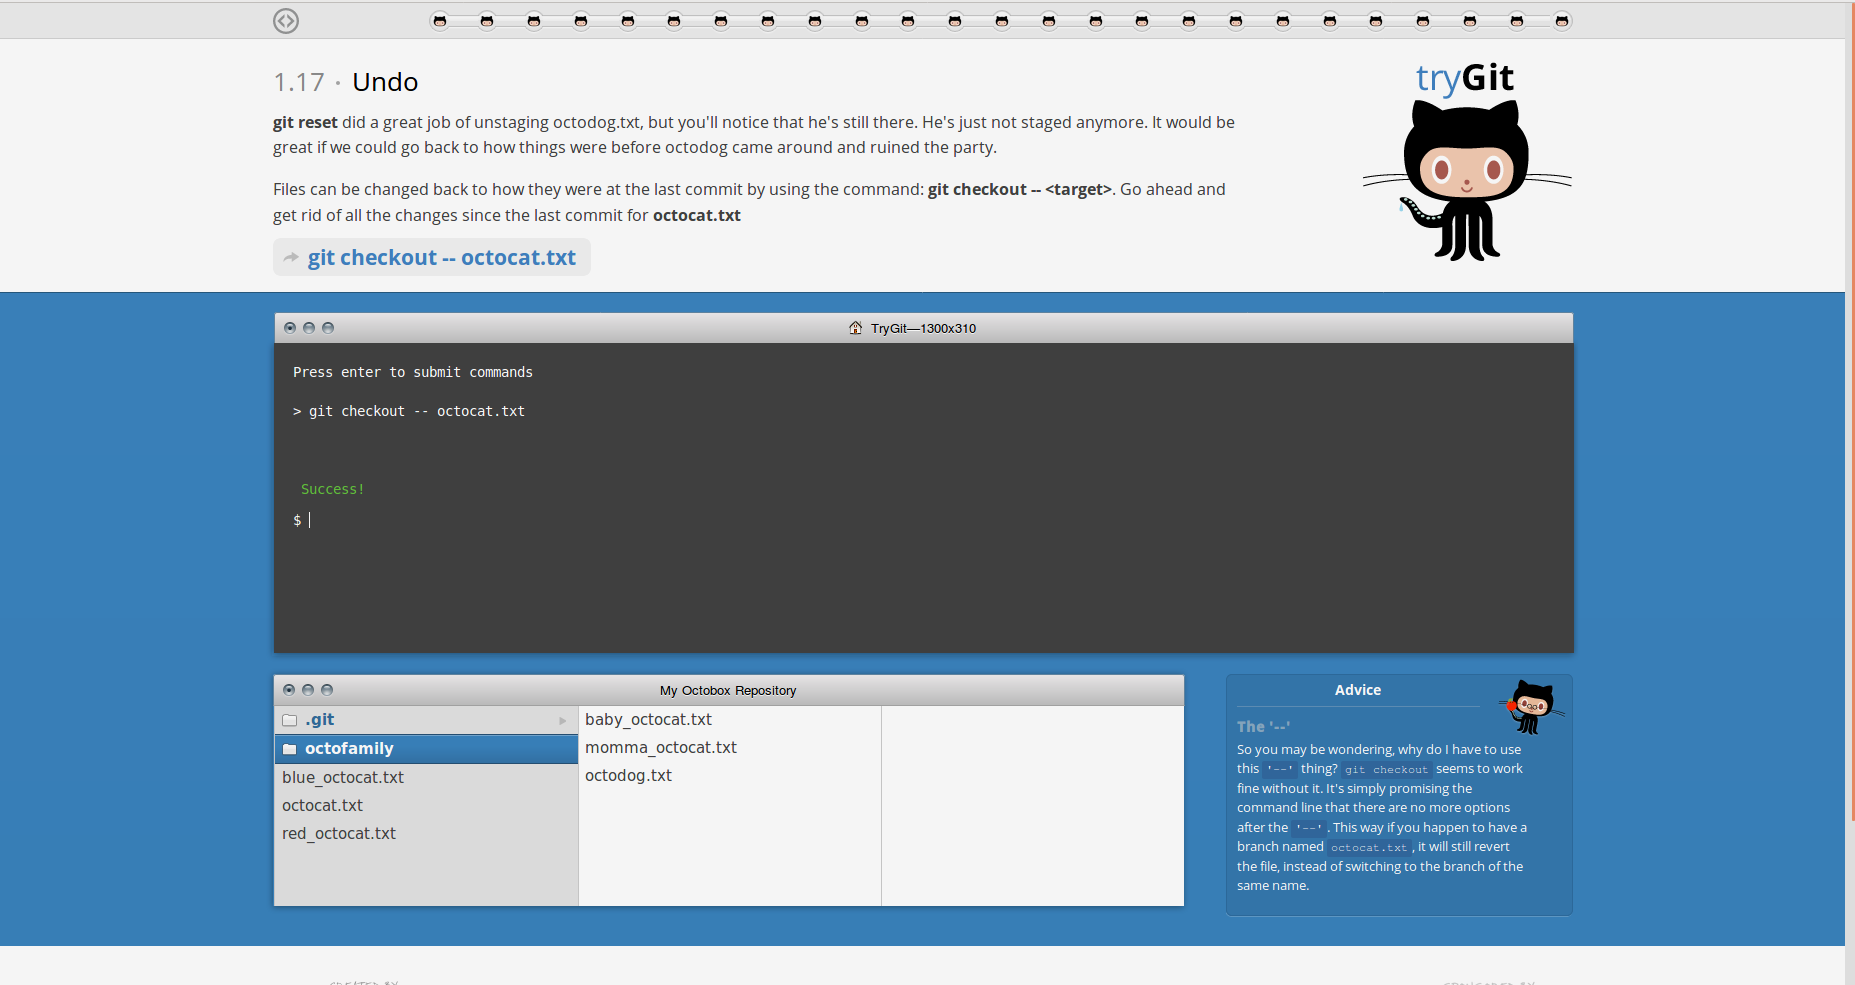 1.17 · Undo
tryGit
git reset did a great job of unstaging octodog.txt, but you'll notice that he's still there. He's just not staged anymore. It would be
great if we could go back to how things were before octodog came around and ruined the party.
Files can be changed back to how they were at the last commit by using the command: git checkout -- <target>. Go ahead and
get rid of all the changes since the last commit for octocat.txt
git checkout -- octocat.txt
TryGit—1300x310
Press enter to submit commands
> git checkout -- octocat.txt
Success!
$
My Octobox Repository
.git
octofamily
blue_octocat.txt
octocat.txt
red_octocat.txt
baby_octocat.txt
momma_octocat.txt
octodog.txt
Advice
The '--'
So you may be wondering, why do I have to use
this '--' thing? git checkout seems to work
fine without it. It's simply promising the
command line that there are no more options
after the '--'. This way if you happen to have a
branch named octocat.txt, it will still revert
the file, instead of switching to the branch of the
same name.